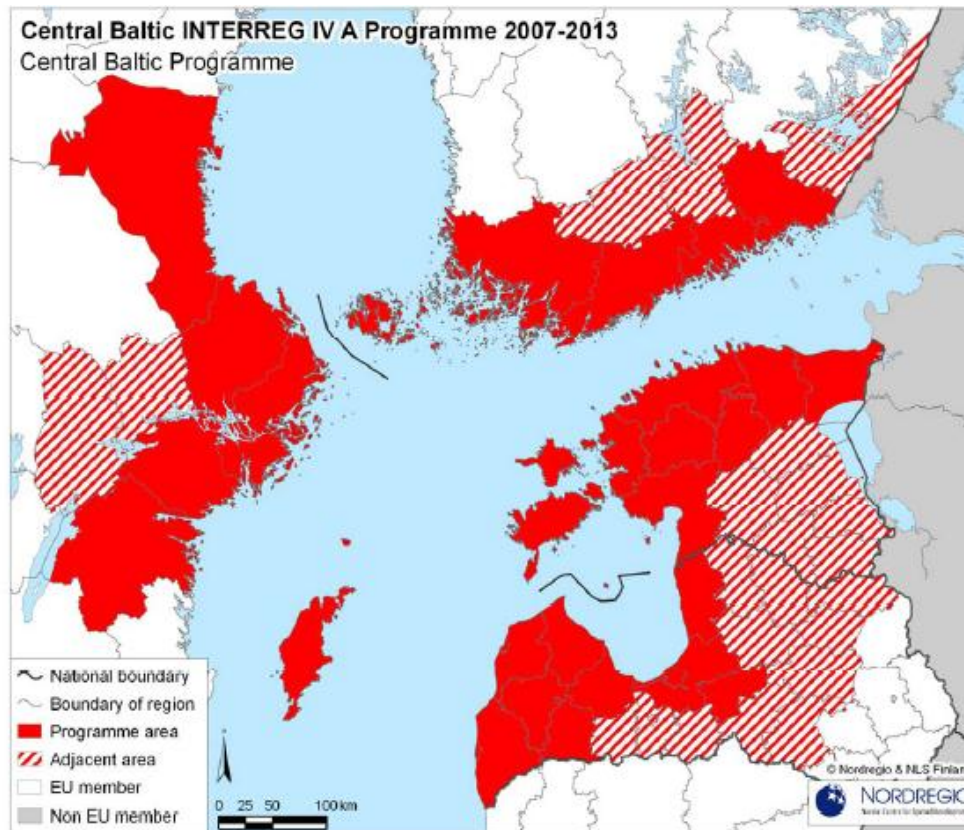 Central Baltic INTERREG IV A Programme 2007-2013
Central Baltic Programme
National boundary
Boundary of region
Programme area
Adjacent area
EU member
Non EU member
0 25 50 100 km
© Nordregio & NLS Finlan
NORDREGIO